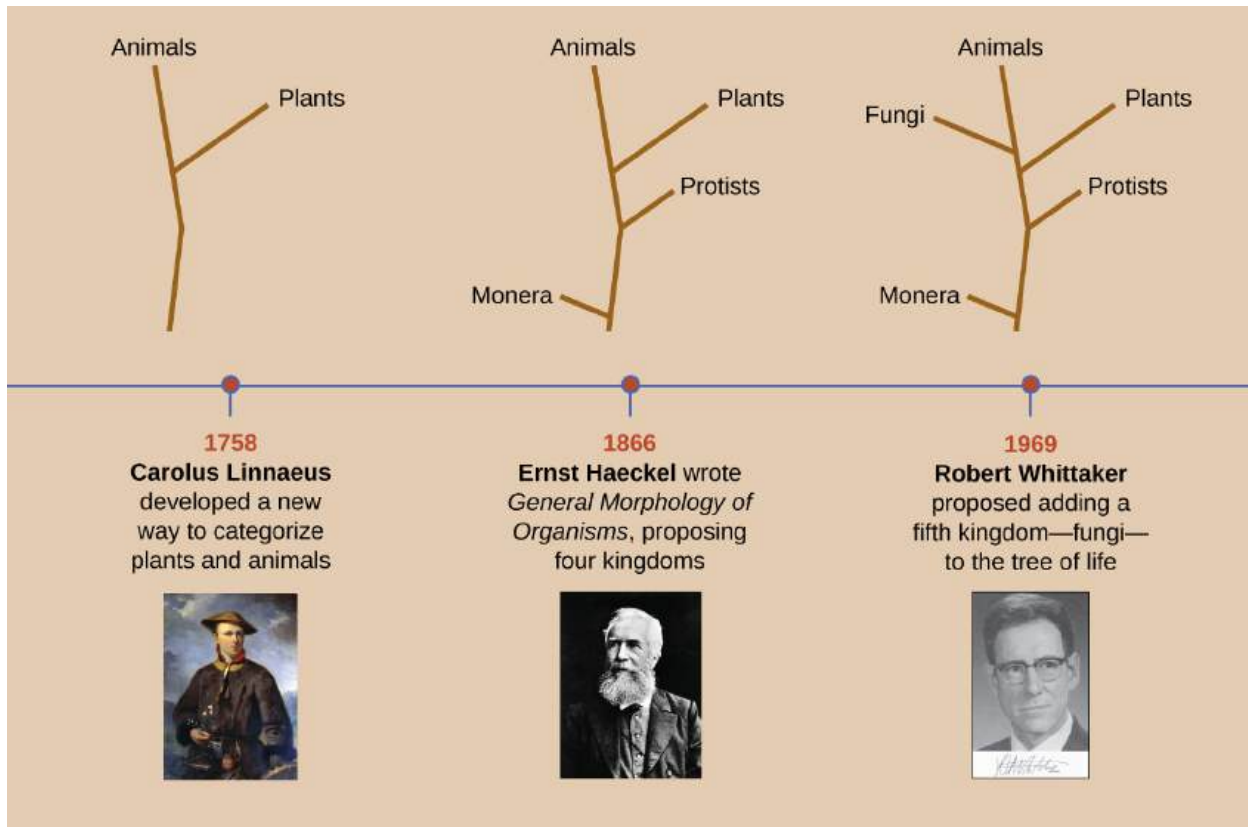 Animals
Plants
Animals
Plants
Protists
Monera
Animals
Fungi
Plants
Protists
Monera
1758
Carolus Linnaeus
developed a new
way to categorize
plants and animals
1866
Ernst Haeckel wrote
General Morphology of
Organisms, proposing
four kingdoms
1969
Robert Whittaker
proposed adding a
fifth kingdom—fungi—
to the tree of life